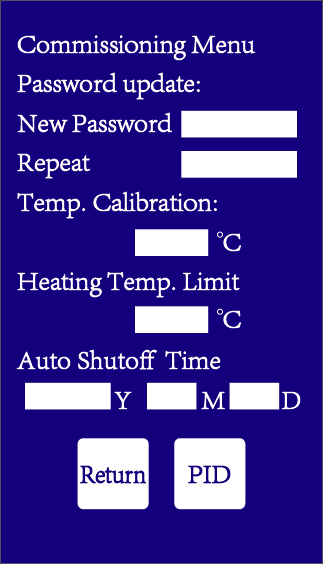 Commissioning Menu
Password update:
New Password
Repeat
Temp. Calibration:
°C
Heating Temp. Limit
°C
Auto Shutoff Time
Y M D
Return PID